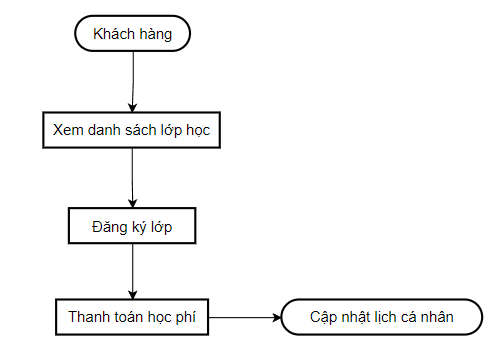 Khách hàng
Xem danh sách lớp học
Đăng ký lớp
Thanh toán học phí
Cập nhật lịch cá nhân